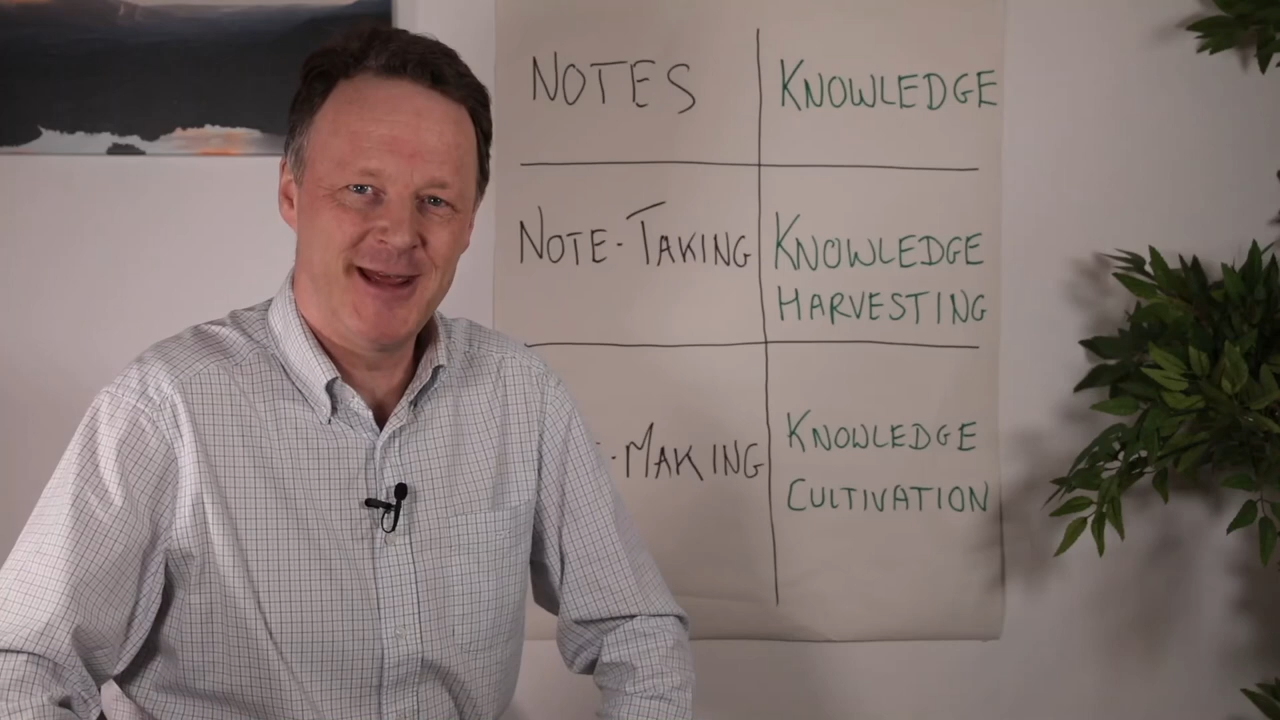 NOTES
KNOWLEDGE
NOTE-TAKING
KNOWLEDGE
HARVESTING
-MAKING
KNOWLEDGE
CULTIVATION